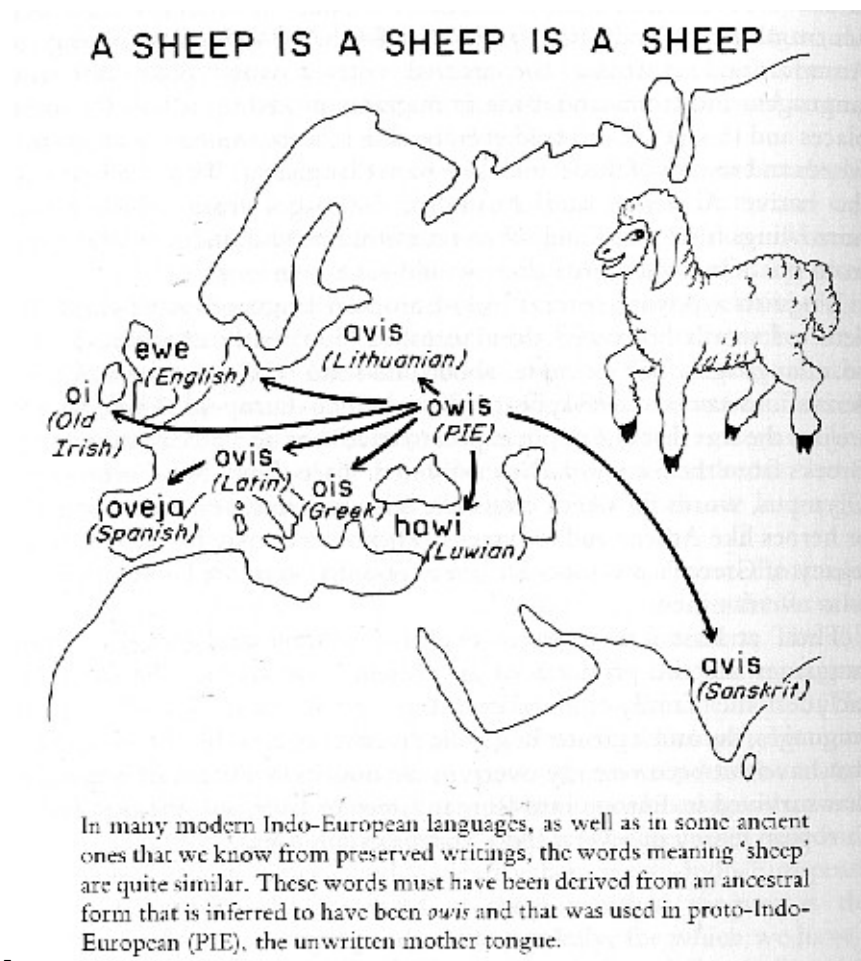 A SHEEP IS A SHEEP IS A SHEEP
avis
(Lithuanian)
ewe
(English)
oi
(Old
Irish)
owis
(PIE)
ovis
(Latin)
ois
(Greek)
oveja
(Spanish)
hawi
(Luwian)
avis
(Sanskrit)
In many modern Indo-European languages, as well as in some ancient
ones that we know from preserved writings, the words meaning 'sheep'
are quite similar. These words must have been derived from an ancestral
form that is inferred to have been owis and that was used in proto-Indo-
European (PIE), the unwritten mother tongue.